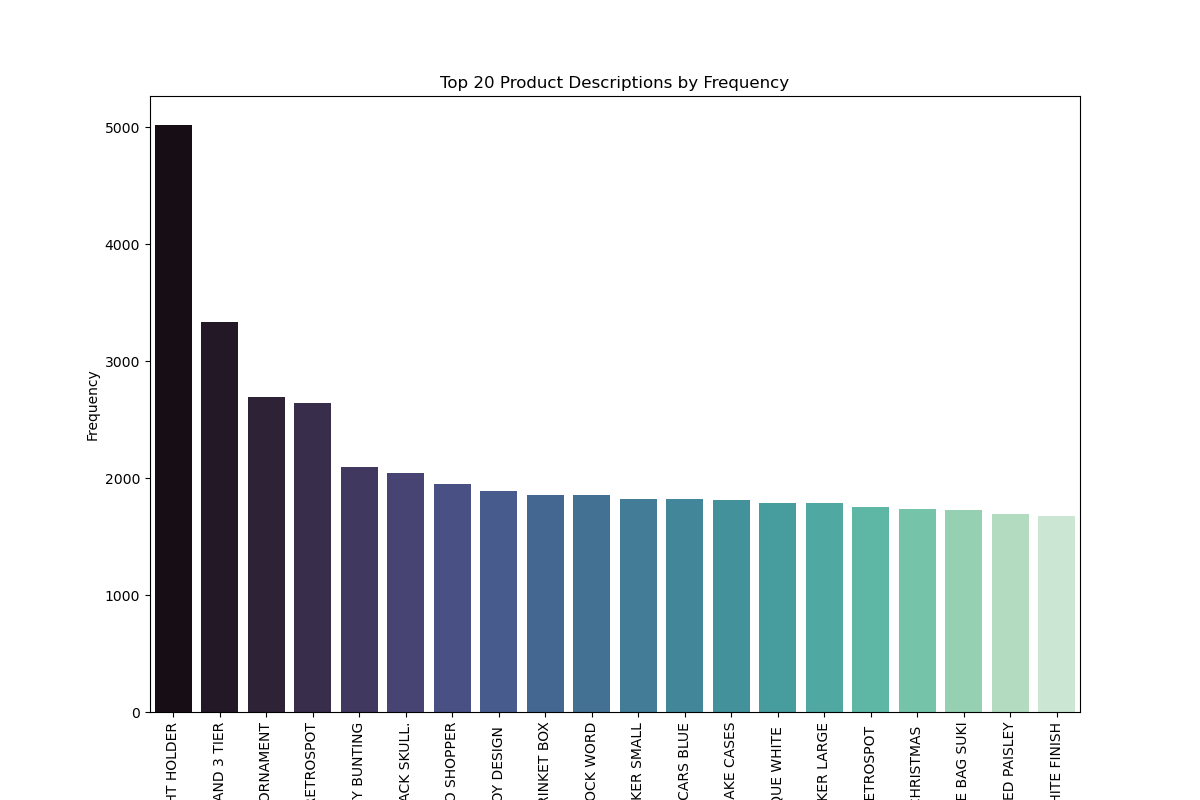 Top 20 Product Descriptions by Frequency
Frequency
5000
4000
3000
2000
1000
0
HT HOLDER
AND 3 TIER
ORNAMENT
RETROSPOT
Y BUNTING
ACK SKULL.
O SHOPPER
OY DESIGN
RINKET BOX
OCK WORD
KER SMALL
CARS BLUE
AKE CASES
QUE WHITE
KER LARGE
ETROSPOT
CHRISTMAS
E BAG SUKI
ED PAISLEY
HITE FINISH